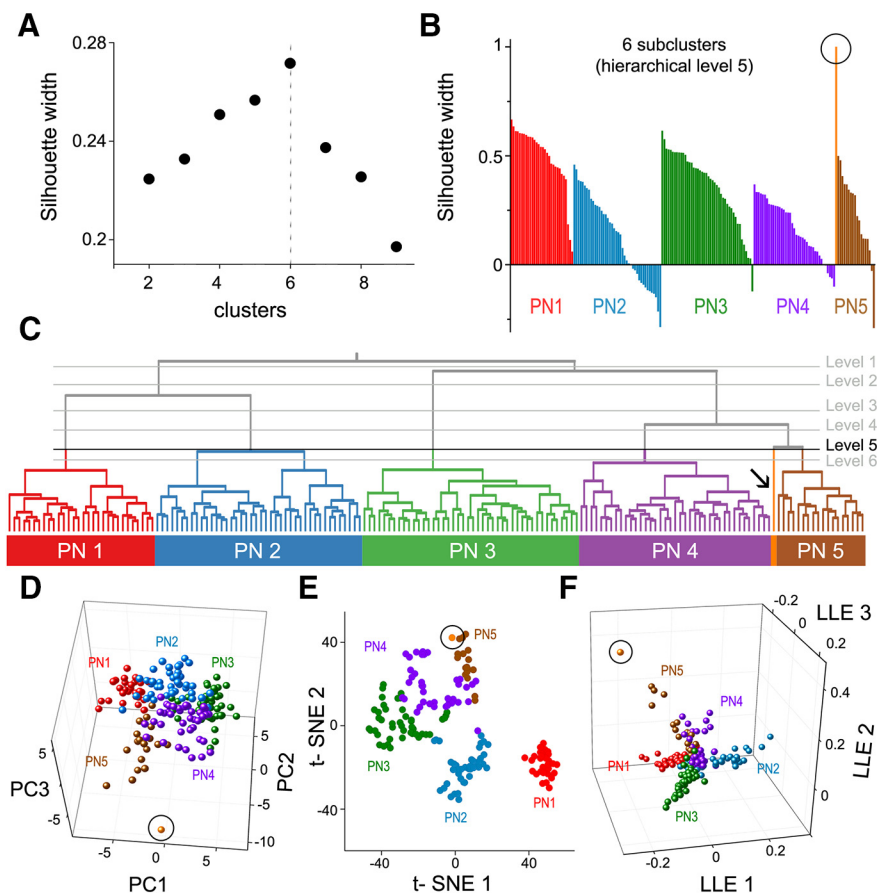 A
0.28
0.24
0.2
Silhouette width
2
4
6
8
clusters
B
6 subclusters
(hierarchical level 5)
1
0.5
0
Silhouette width
PN1
PN2
PN3
PN4
PN5
C
Level 1
Level 2
Level 3
Level 4
Level 5
Level 6
PN 1
PN 2
PN 3
PN 4
PN 5
D
PN2
PN1
PN3
PN5
PN4
5
PC3
-5
5
0
-5
-10
PC2
-5
0
5
PC1
E
40
0
-40
t- SNE 2
PN4
PN5
PN3
PN2
PN1
-40
0
40
t- SNE 1
F
-0.2
0
0.2
LLE 3
PN5
PN4
PN1
PN2
PN3
0.4
0.2
0
LLE 2
-0.2
0
0.2
LLE 1